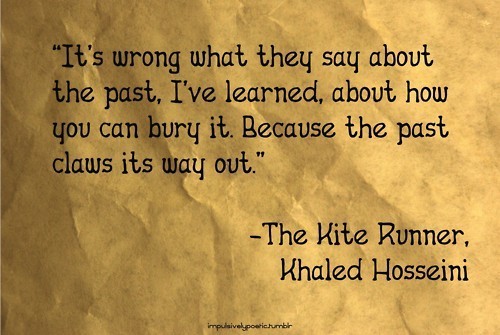 “It's wrong what they say about
the past, I've learned, about how
you can bury it. Because the past
claws its way out.”
-The Kite Runner,
Khaled Hosseini
impulsivelypoetic.tumblr